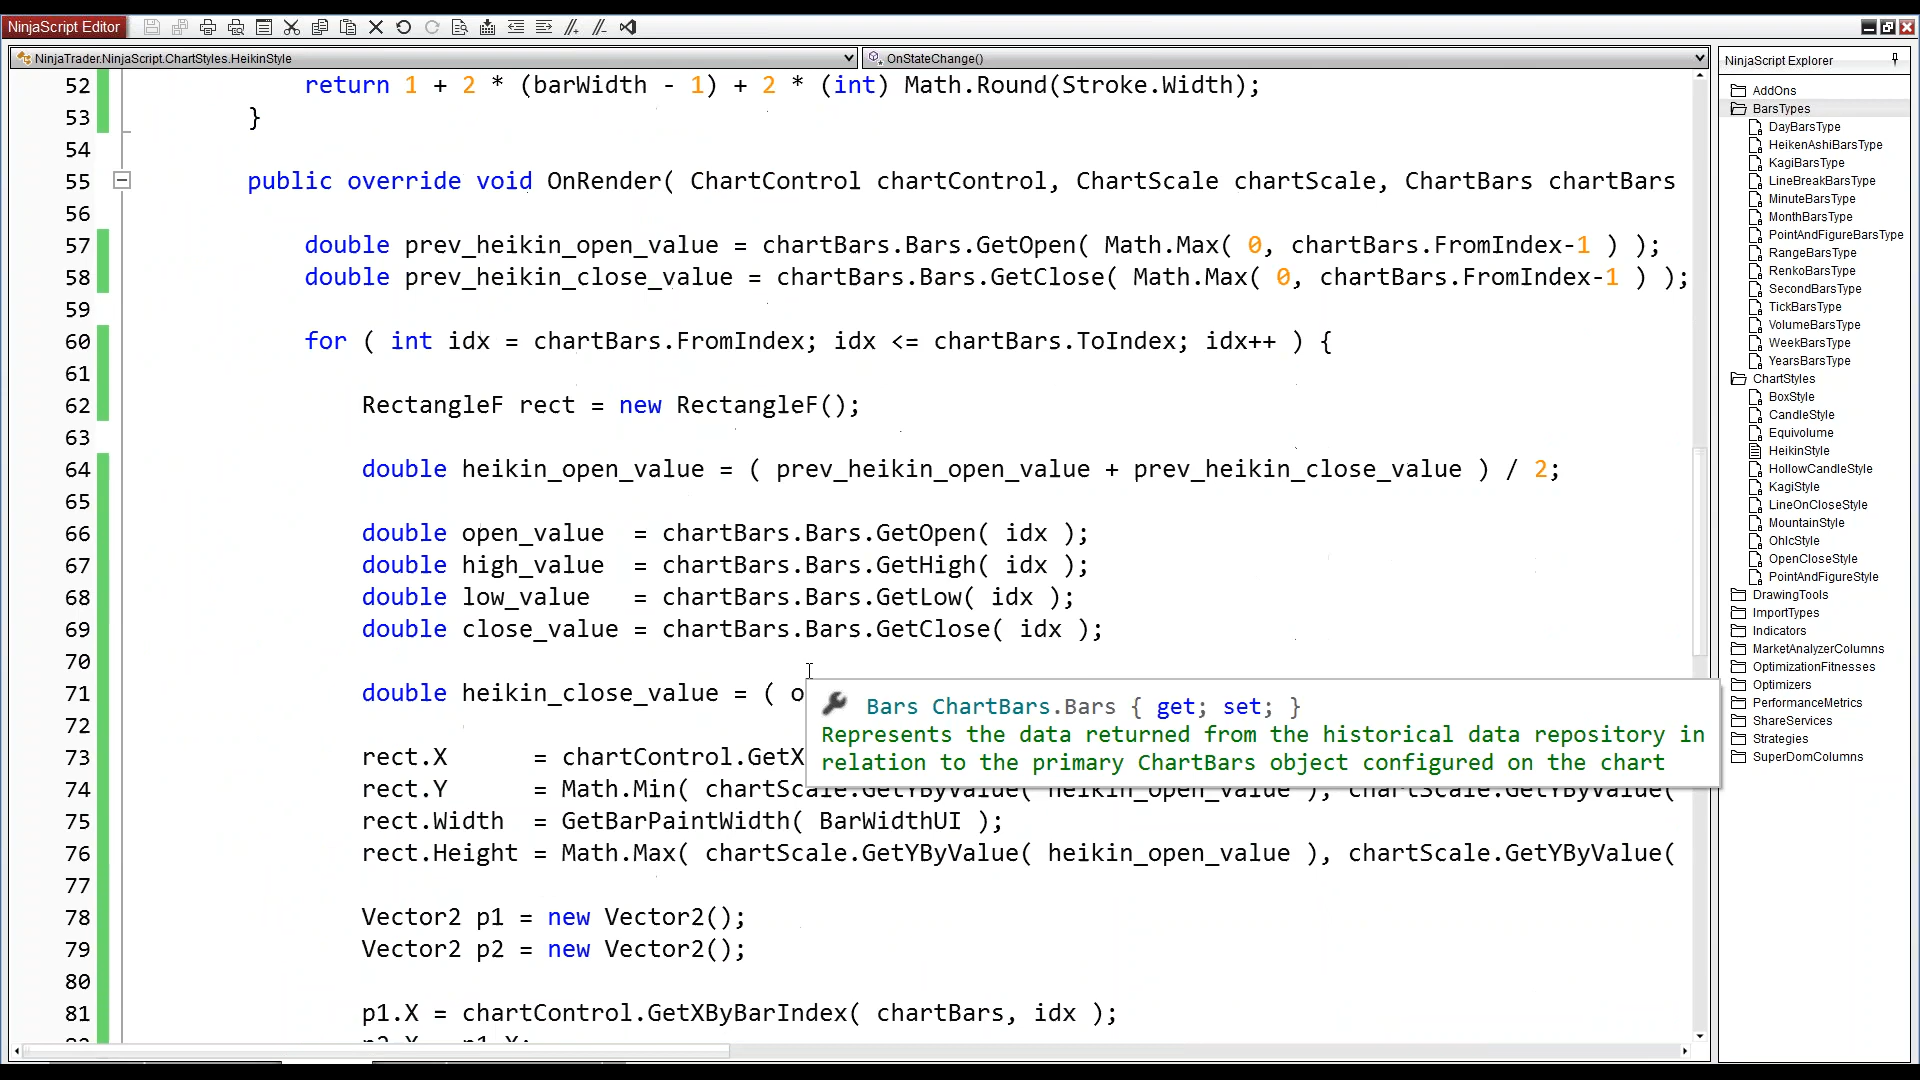 NinjaScript Editor
NinjaTrader.NinjaScript.ChartStyles.HeikinStyle
OnStateChange()
52 return 1 + 2 * (barWidth - 1) + 2 * (int) Math.Round(Stroke.Width);
53 }
54
55 public override void OnRender( ChartControl chartControl, ChartScale chartScale, ChartBars chartBars
56
57 double prev_heikin_open_value = chartBars.Bars.GetOpen( Math.Max( 0, chartBars.FromIndex-1 ) );
58 double prev_heikin_close_value = chartBars.Bars.GetClose( Math.Max( 0, chartBars.FromIndex-1 ) );
59
60 for ( int idx = chartBars.FromIndex; idx <= chartBars.ToIndex; idx++ ) {
61
62 RectangleF rect = new RectangleF();
63
64 double heikin_open_value = ( prev_heikin_open_value + prev_heikin_close_value ) / 2;
65
66 double open_value = chartBars.Bars.GetOpen( idx );
67 double high_value = chartBars.Bars.GetHigh( idx );
68 double low_value = chartBars.Bars.GetLow( idx );
69 double close_value = chartBars.Bars.GetClose( idx );
70
71 double heikin_close_value = ( o
72
73 rect.X = chartControl.GetX
74 rect.Y = Math.Min( chartScale.GetYByValue( heikin_open_value ), chartScale.GetYByValue(
75 rect.Width = GetBarPaintWidth( BarWidthUI );
76 rect.Height = Math.Max( chartScale.GetYByValue( heikin_open_value ), chartScale.GetYByValue(
77
78 Vector2 p1 = new Vector2();
79 Vector2 p2 = new Vector2();
80
81 p1.X = chartControl.GetXByBarIndex( chartBars, idx );
Bars ChartBars.Bars { get; set; }
Represents the data returned from the historical data repository in
relation to the primary ChartBars object configured on the chart
NinjaScript Explorer
AddOns
BarsTypes
DayBarsType
HeikenAshiBarsType
KagiBarsType
LineBreakBarsType
MinuteBarsType
MonthBarsType
PointAndFigureBarsType
RangeBarsType
RenkoBarsType
SecondBarsType
TickBarsType
VolumeBarsType
WeekBarsType
YearsBarsType
ChartStyles
BoxStyle
CandleStyle
Equivolume
HeikinStyle
HollowCandleStyle
KagiStyle
LineOnCloseStyle
MountainStyle
OhlcStyle
OpenCloseStyle
PointAndFigureStyle
DrawingTools
ImportTypes
Indicators
MarketAnalyzerColumns
OptimizationFitnesses
Optimizers
PerformanceMetrics
ShareServices
Strategies
SuperDomColumns